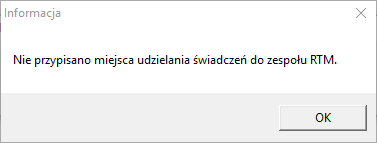 Informacja
Nie przypisano miejsca udzielania świadczeń do zespołu RTM.
OK